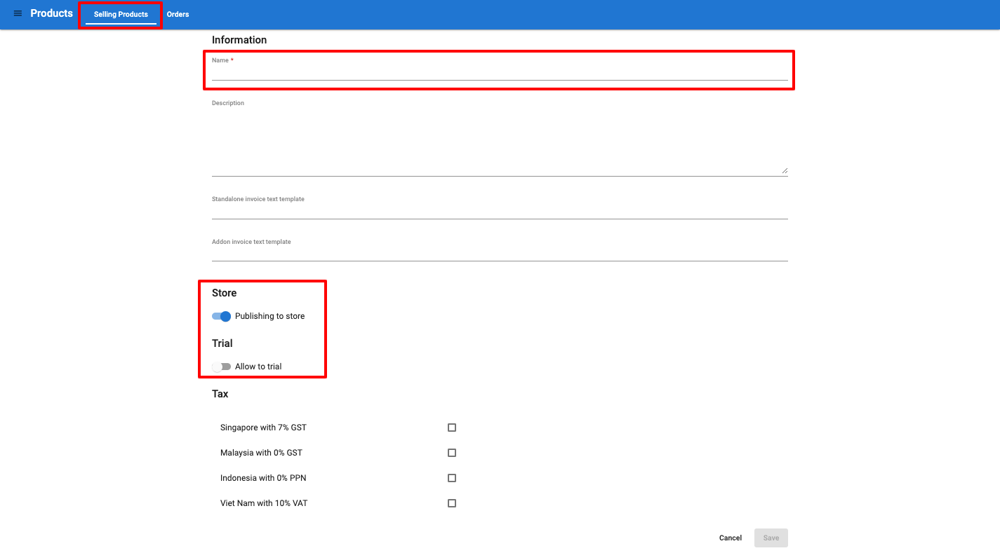 Products Selling Products Orders
Information
Name *
Description
Standalone invoice text template
Addon invoice text template
Store
Publishing to store
Trial
Allow to trial
Tax
Singapore with 7% GST
Malaysia with 0% GST
Indonesia with 0% PPN
Viet Nam with 10% VAT
Cancel Save